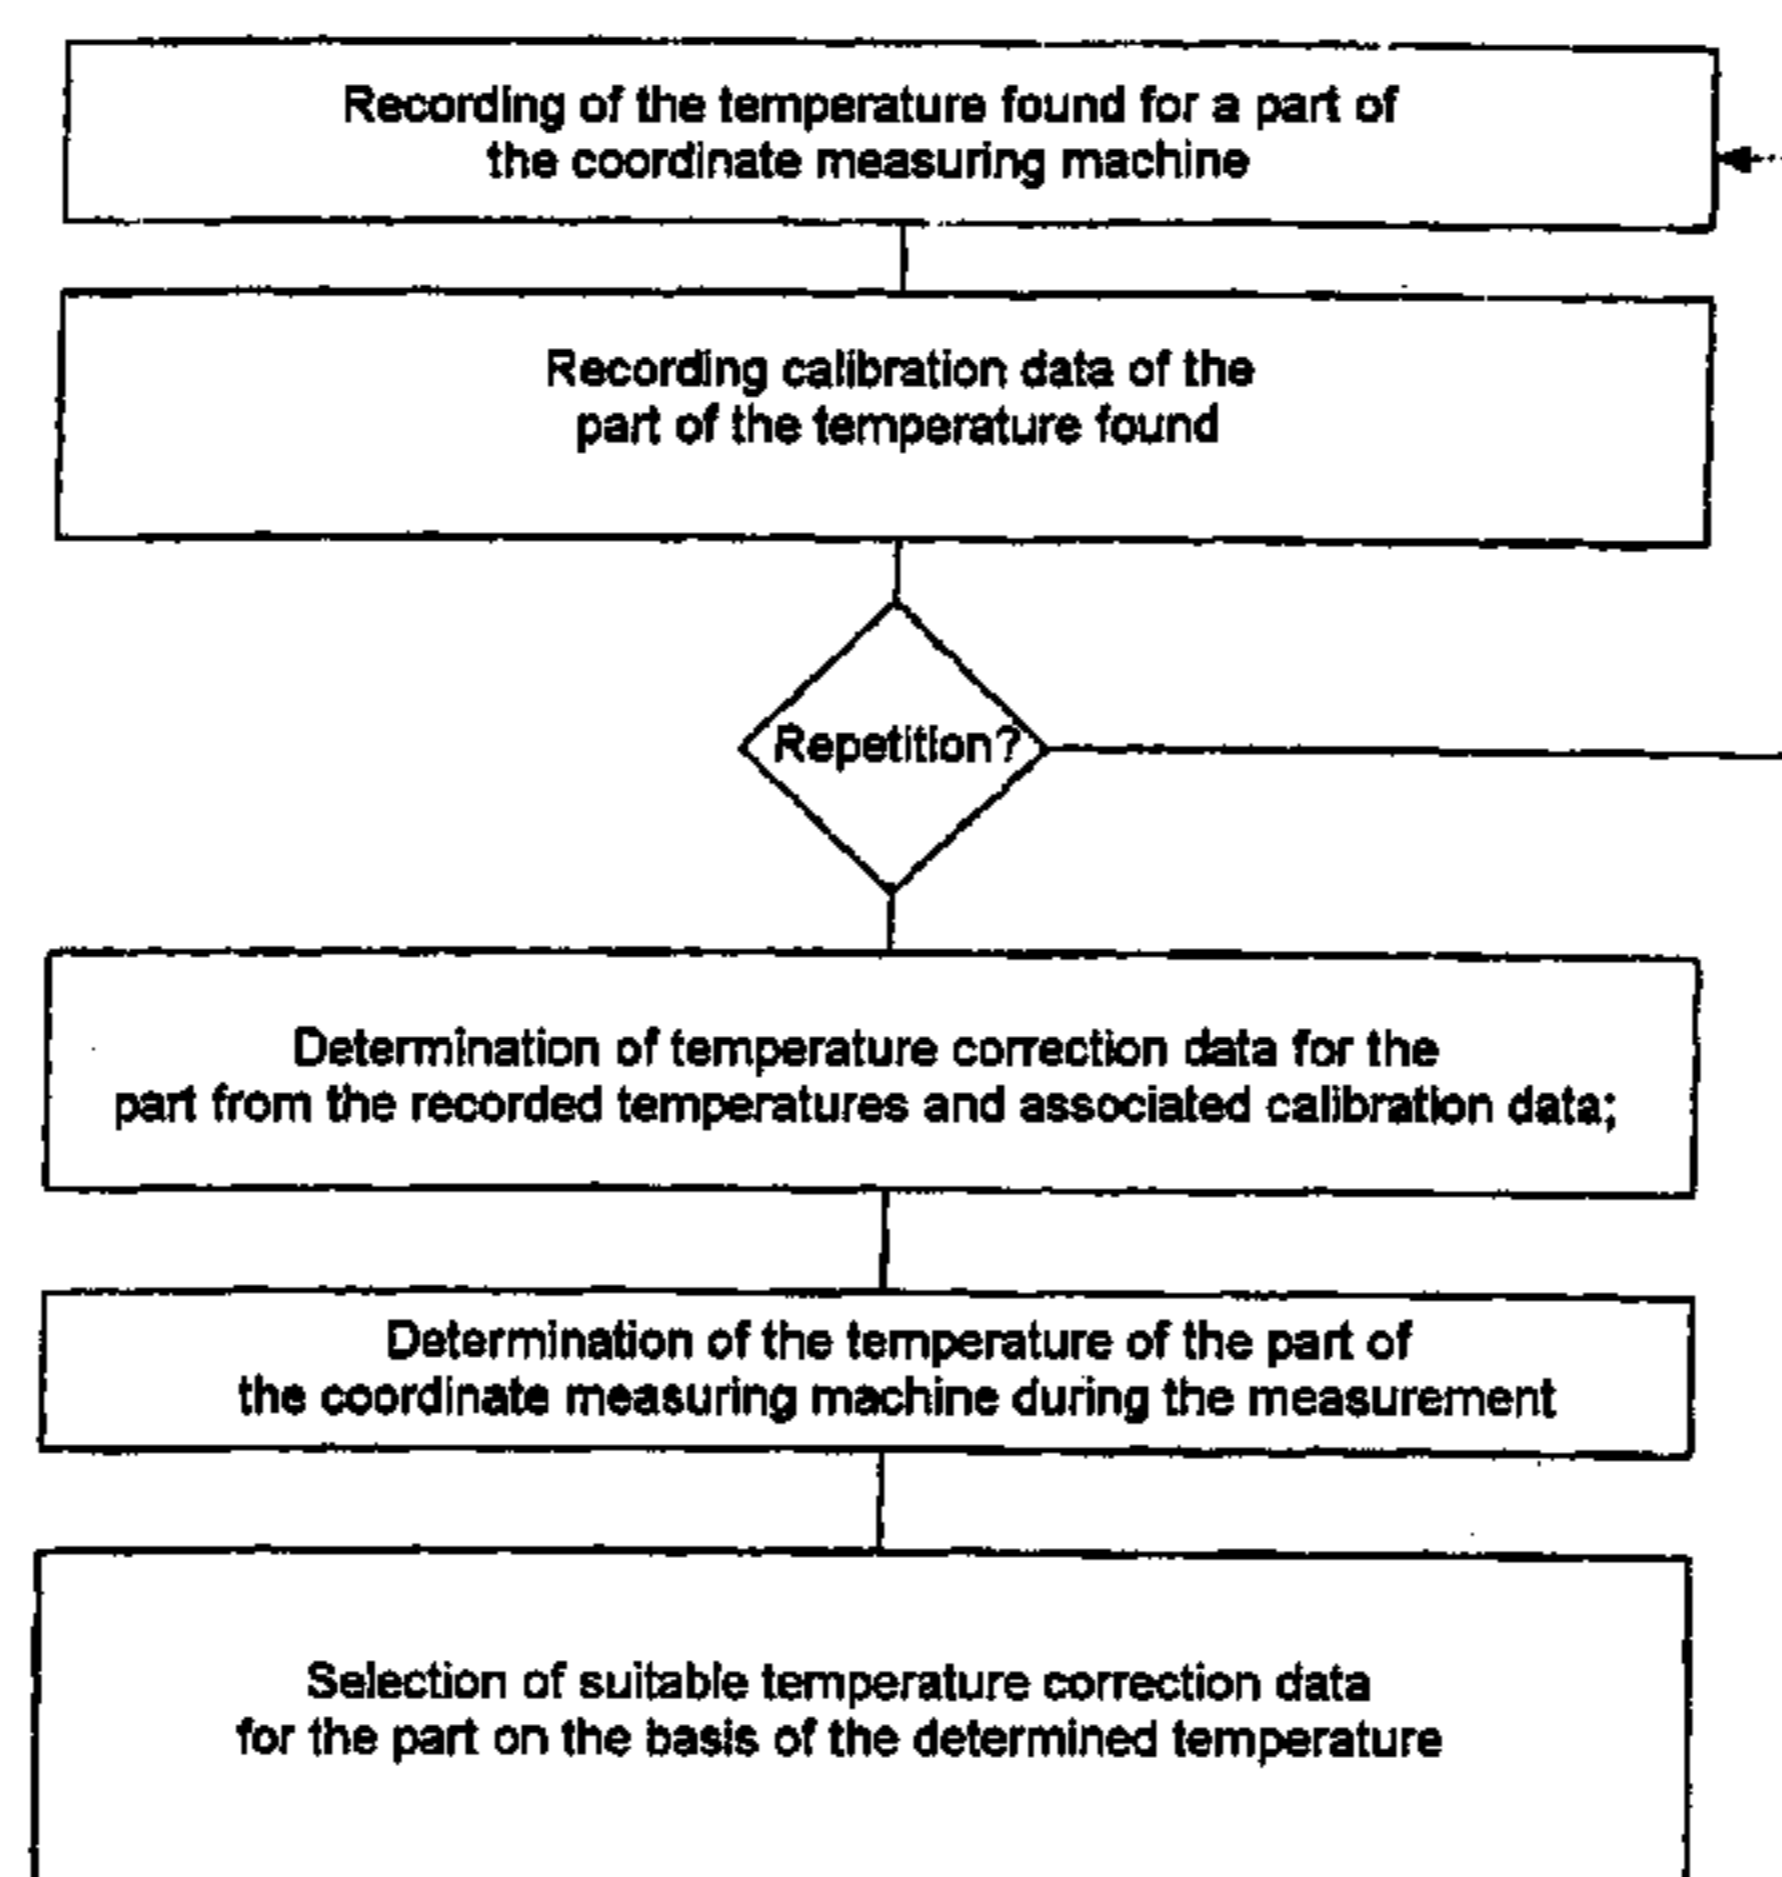 Recording of the temperature found for a part of
the coordinate measuring machine
Recording calibration data of the
part of the temperature found
Repetition?
Determination of temperature correction data for the
part from the recorded temperatures and associated calibration data;
Determination of the temperature of the part of
the coordinate measuring machine during the measurement
Selection of suitable temperature correction data
for the part on the basis of the determined temperature